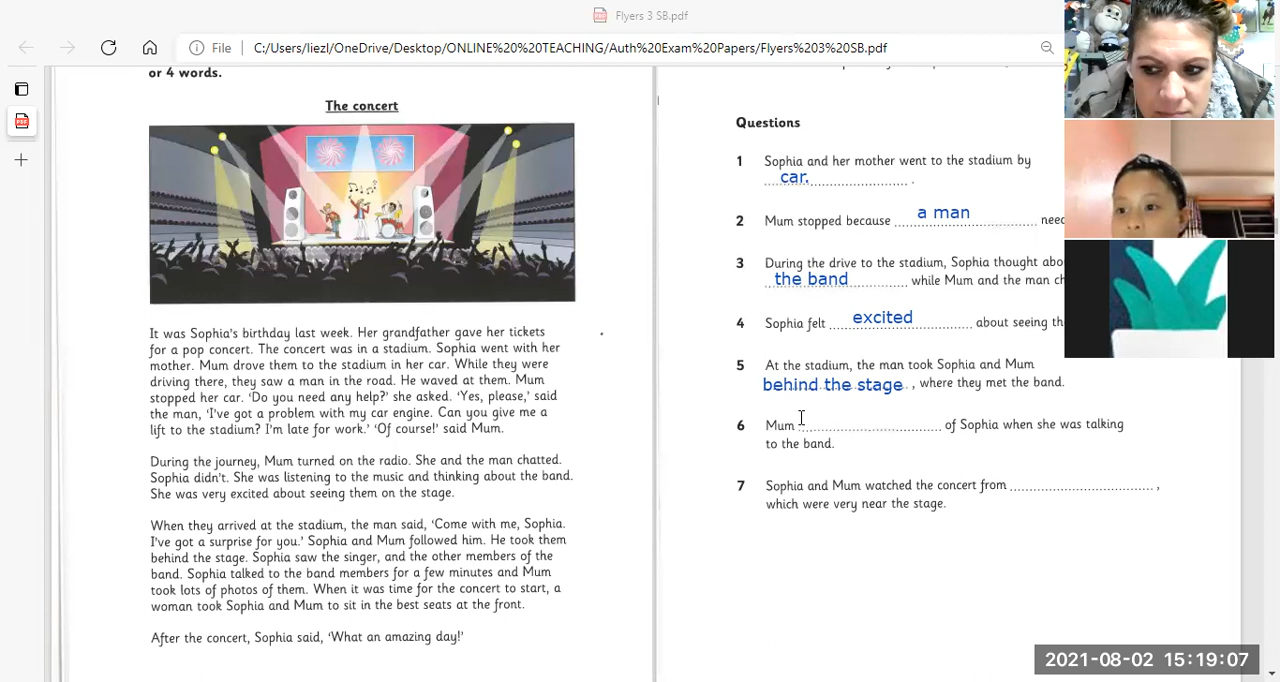 Flyers 3 SB.pdf
File | C:/Users/liezl/OneDrive/Desktop/ONLINE%20%20TEACHING/Auth%20Exam%20Papers/Flyers%203%20SB.pdf
or 4 words.
The concert
It was Sophia's birthday last week. Her grandfather gave her tickets
for a pop concert. The concert was in a stadium. Sophia went with her
mother. Mum drove them to the stadium in her car. While they were
driving there, they saw a man in the road. He waved at them. Mum
stopped her car. 'Do you need any help?' she asked. 'Yes, please,' said
the man, 'I've got a problem with my car engine. Can you give me a
lift to the stadium? I'm late for work.' 'Of course!' said Mum.
During the journey, Mum turned on the radio. She and the man chatted.
Sophia didn't. She was listening to the music and thinking about the band.
She was very excited about seeing them on the stage.
When they arrived at the stadium, the man said, 'Come with me, Sophia.
I've got a surprise for you.' Sophia and Mum followed him. He took them
behind the stage. Sophia saw the singer, and the other members of the
band. Sophia talked to the band members for a few minutes and Mum
took lots of photos of them. When it was time for the concert to start, a
woman took Sophia and Mum to sit in the best seats at the front.
After the concert, Sophia said, 'What an amazing day!'
Questions
1 Sophia and her mother went to the stadium by
car. .
2 Mum stopped because a man
3 During the drive to the stadium, Sophia thought
the band while Mum and the man
4 Sophia felt excited about seeing
5 At the stadium, the man took Sophia and Mum
behind the stage , where they met the band.
6 Mum of Sophia when she was talking
to the band.
7 Sophia and Mum watched the concert from ,
which were very near the stage.
2021-08-02 15:19:07